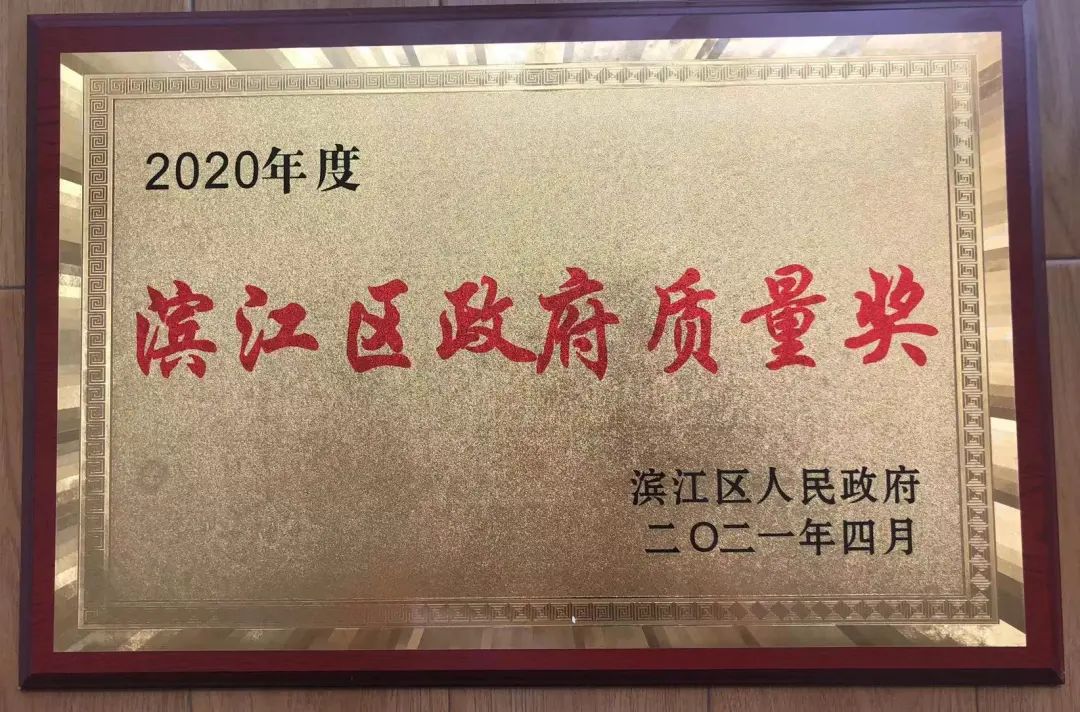 2020年度
滨江区政府质量奖
滨江区人民政府
二〇二一年四月